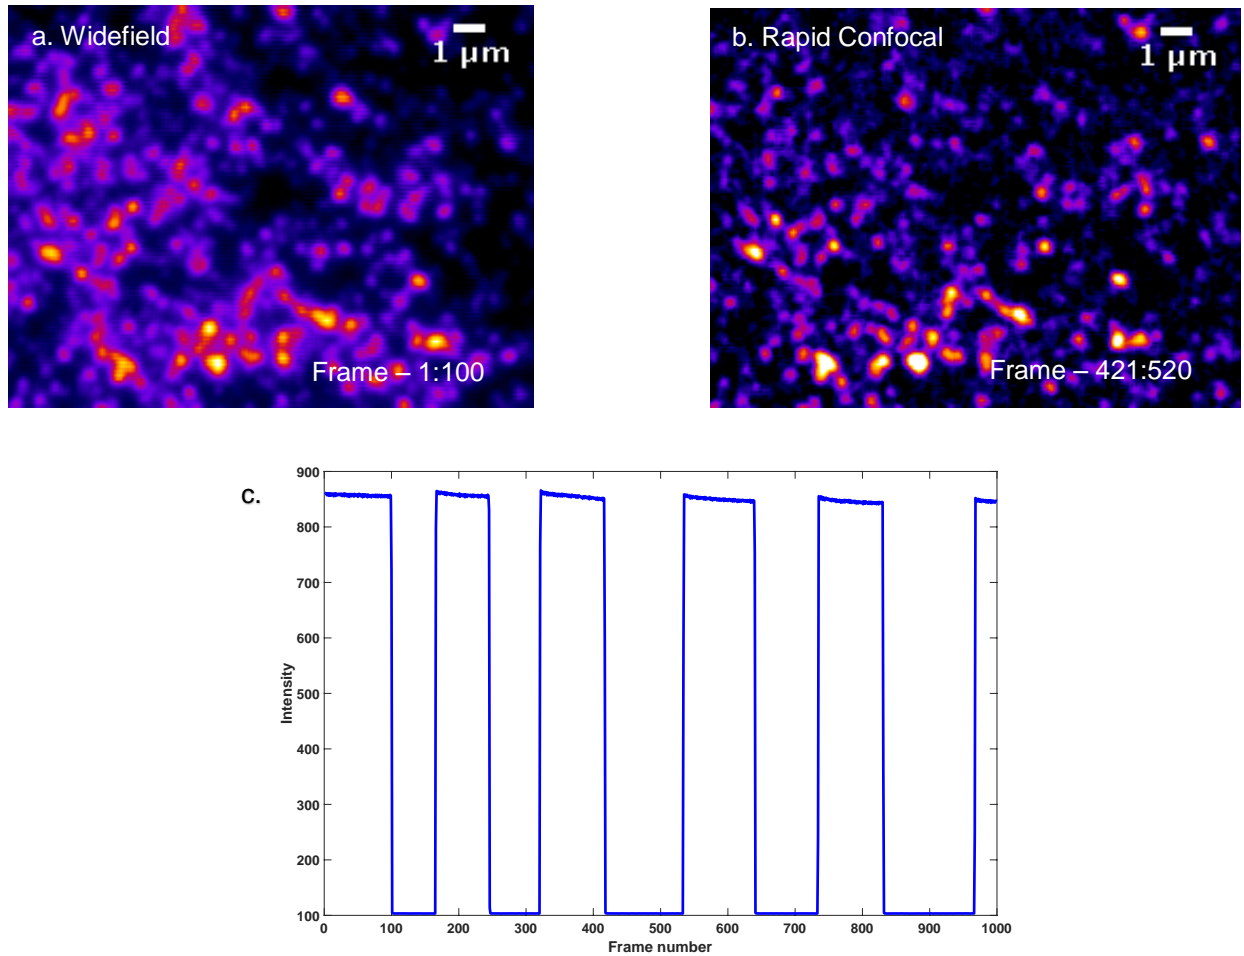 a. Widefield
1 µm
Frame – 1:100
b. Rapid Confocal
1 µm
Frame – 421:520
c.
900
800
700
600
500
400
300
200
100
Intensity
0
100
200
300
400
500
600
700
800
900
1000
Frame number